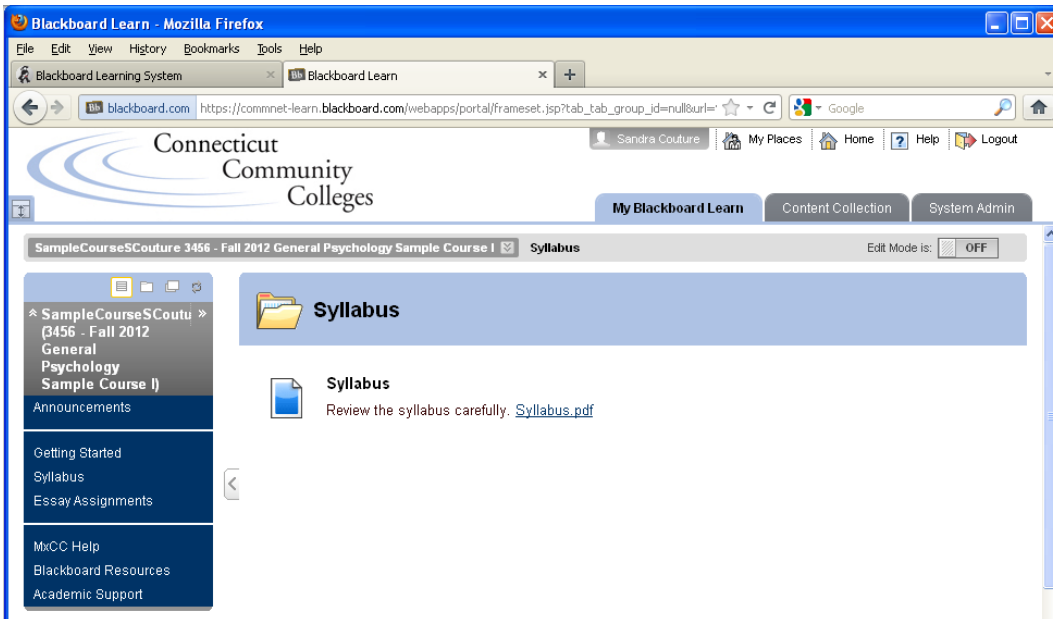 Blackboard Learn - Mozilla Firefox
File Edit View History Bookmarks Tools Help
Blackboard Learning System
Blackboard Learn
blackboard.com https://commnet-learn.blackboard.com/webapps/portal/frameset.jsp?tab_tab_group_id=null&url='
Google
Connecticut
Community
Colleges
Sandra Couture My Places Home ? Help Logout
My Blackboard Learn Content Collection System Admin
SampleCourseSCouture 3456 - Fall 2012 General Psychology Sample Course I Syllabus Edit Mode is: OFF
SampleCourseSCoutu
(3456 - Fall 2012
General
Psychology
Sample Course I)
Announcements
Getting Started
Syllabus
Essay Assignments
MxCC Help
Blackboard Resources
Academic Support
Syllabus
Syllabus
Review the syllabus carefully. Syllabus.pdf